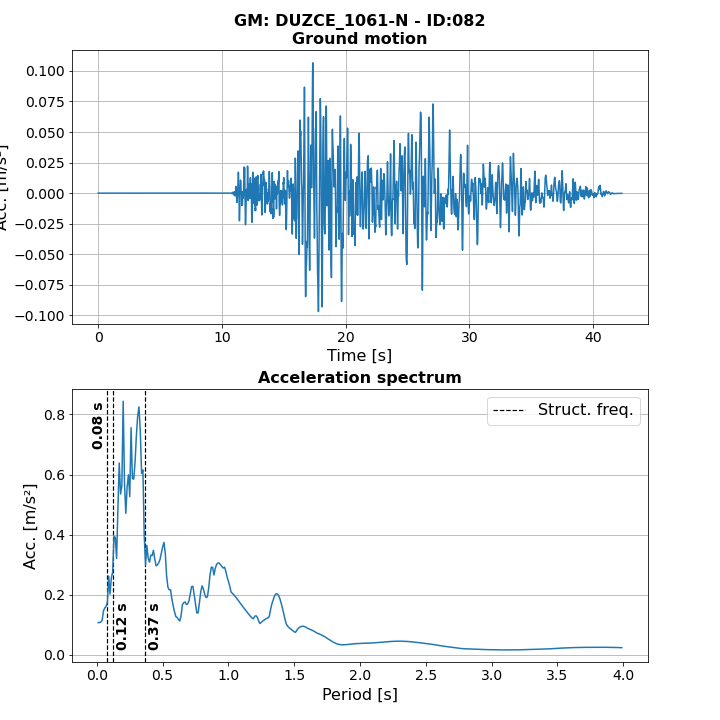 GM: DUZCE_1061-N - ID:082
Ground motion
0.100
0.075
0.050
0.025
0.000
−0.025
−0.050
−0.075
−0.100
Acc. [m/s²]
0
10
20
30
40
Time [s]
Acceleration spectrum
0.8
0.6
0.4
0.2
0.0
Acc. [m/s²]
Struct. freq.
0.08 s
0.12 s
0.37 s
0.0
0.5
1.0
1.5
2.0
2.5
3.0
3.5
4.0
Period [s]